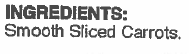 INGREDIENTS:
Smooth Sliced Carrots.